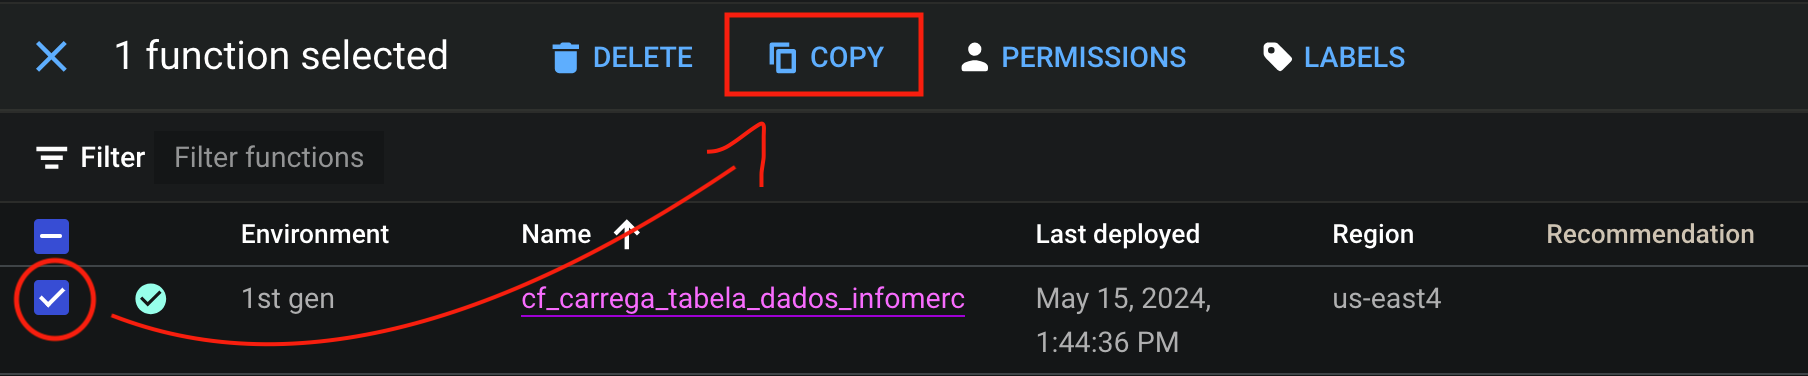 1 function selected DELETE COPY PERMISSIONS LABELS
Filter Filter functions
Environment Name Last deployed Region Recommendation
1st gen cf_carrega_tabela_dados_infomerc May 15, 2024, us-east4
1:44:36 PM